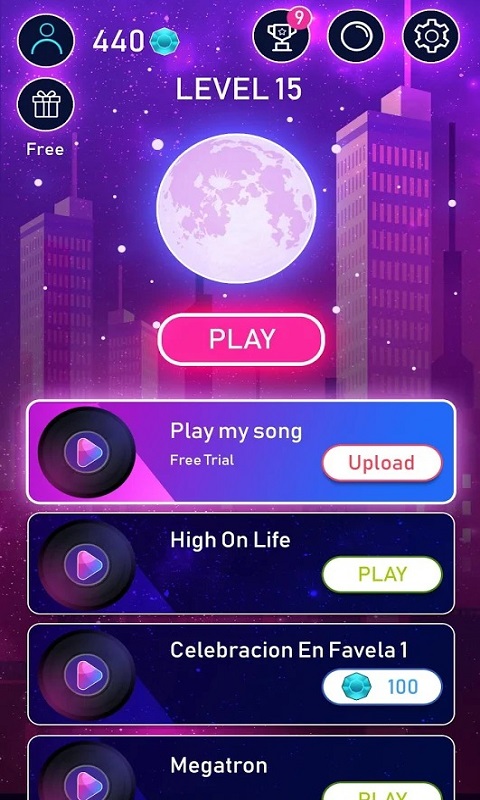 440
9
LEVEL 15
Free
PLAY
Play my song
Free Trial
Upload
High On Life
PLAY
Celebracion En Favela 1
100
Megatron
PLAY